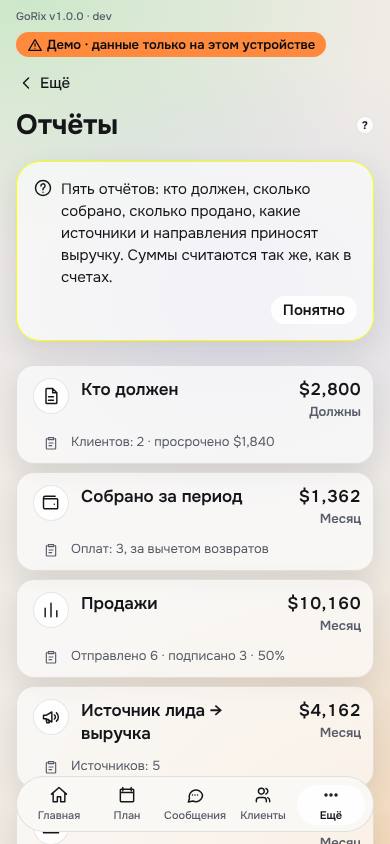 GoRix v1.0.0 · dev
Демо · данные только на этом устройстве
Ещё
Отчёты
?
Пять отчётов: кто должен, сколько
собрано, сколько продано, какие
источники и направления приносят
выручку. Суммы считаются так же, как в
счетах.
Понятно
Кто должен
$2,800
Должны
Клиентов: 2 · просрочено $1,840
Собрано за период
$1,362
Месяц
Оплат: 3, за вычетом возвратов
Продажи
$10,160
Месяц
Отправлено 6 · подписано 3 · 50%
Источник лида →
выручка
$4,162
Месяц
Источников: 5
Главная
План
Сообщения
Клиенты
Ещё
Месяц